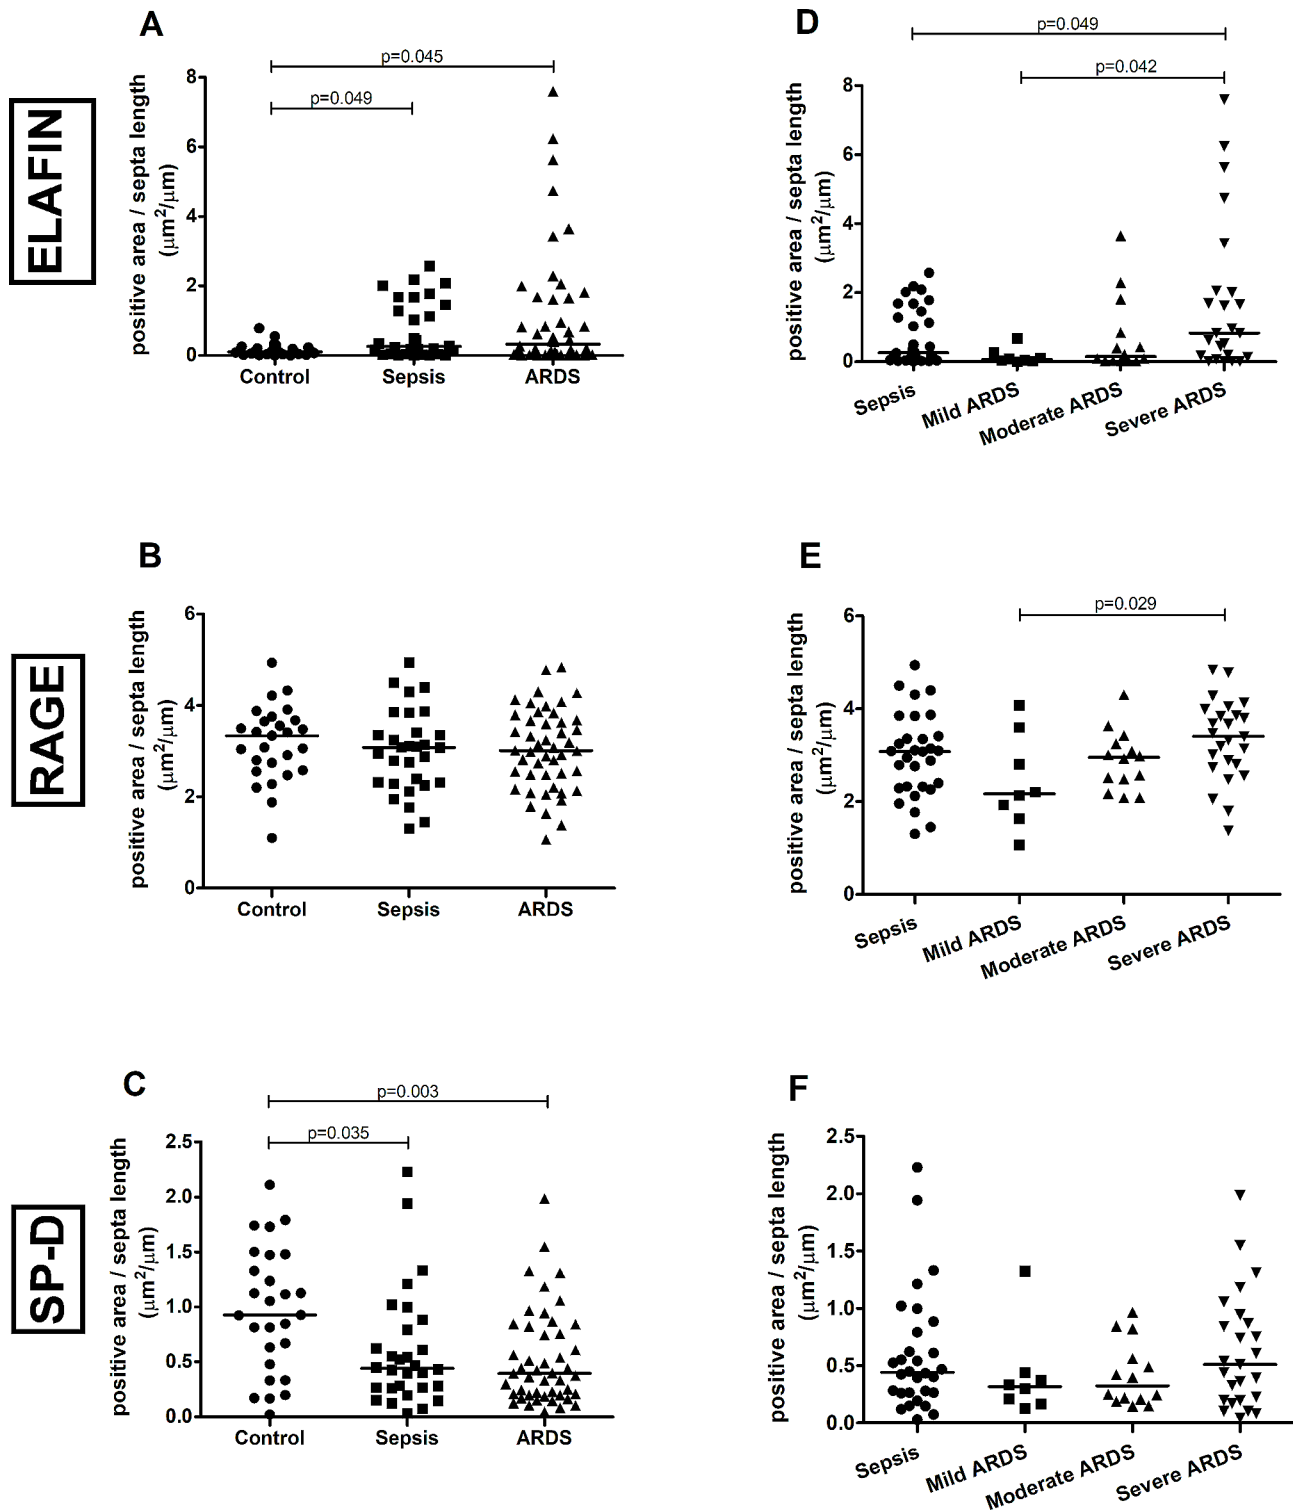 ELAFIN
A
p=0.045
p=0.049
positive area / septa length
(μm²/μm)
8
6
4
2
0
Control
Sepsis
ARDS
D
p=0.049
p=0.042
positive area / septa length
(μm²/μm)
8
6
4
2
0
Sepsis
Mild ARDS
Moderate ARDS
Severe ARDS
RAGE
B
positive area / septa length
(μm²/μm)
6
4
2
0
Control
Sepsis
ARDS
E
p=0.029
positive area / septa length
(μm²/μm)
6
4
2
0
Sepsis
Mild ARDS
Moderate ARDS
Severe ARDS
SP-D
C
p=0.003
p=0.035
positive area / septa length
(μm²/μm)
2.5
2.0
1.5
1.0
0.5
0.0
Control
Sepsis
ARDS
F
positive area / septa length
(μm²/μm)
2.5
2.0
1.5
1.0
0.5
0.0
Sepsis
Mild ARDS
Moderate ARDS
Severe ARDS